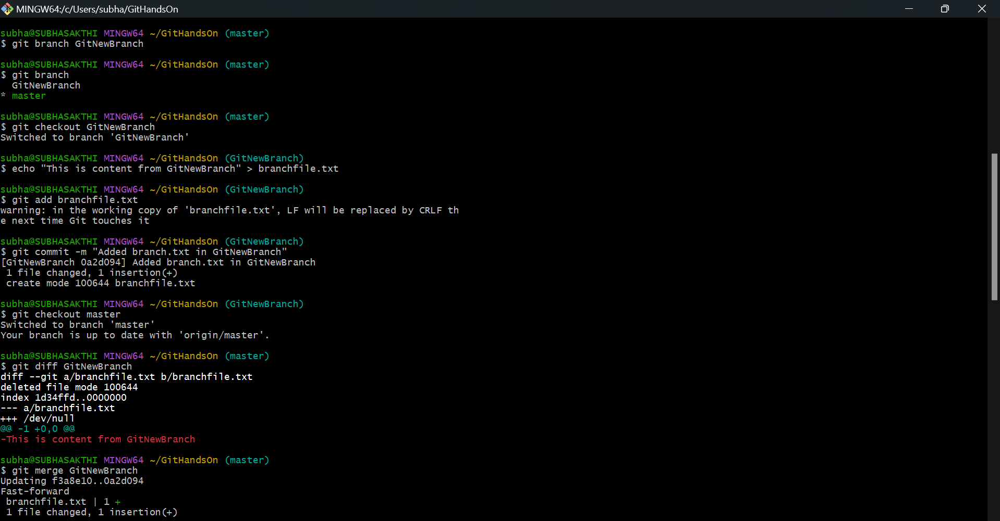 MINGW64:/c/Users/subha/GitHandsOn
subha@SUBHASAKTHI MINGW64 ~/GitHandsOn (master)
$ git branch GitNewBranch
subha@SUBHASAKTHI MINGW64 ~/GitHandsOn (master)
$ git branch
  GitNewBranch
* master
subha@SUBHASAKTHI MINGW64 ~/GitHandsOn (master)
$ git checkout GitNewBranch
Switched to branch 'GitNewBranch'
subha@SUBHASAKTHI MINGW64 ~/GitHandsOn (GitNewBranch)
$ echo "This is content from GitNewBranch" > branchfile.txt
subha@SUBHASAKTHI MINGW64 ~/GitHandsOn (GitNewBranch)
$ git add branchfile.txt
warning: in the working copy of 'branchfile.txt', LF will be replaced by CRLF th
e next time Git touches it
subha@SUBHASAKTHI MINGW64 ~/GitHandsOn (GitNewBranch)
$ git commit -m "Added branch.txt in GitNewBranch"
[GitNewBranch 0a2d094] Added branch.txt in GitNewBranch
 1 file changed, 1 insertion(+)
 create mode 100644 branchfile.txt
subha@SUBHASAKTHI MINGW64 ~/GitHandsOn (GitNewBranch)
$ git checkout master
Switched to branch 'master'
Your branch is up to date with 'origin/master'.
subha@SUBHASAKTHI MINGW64 ~/GitHandsOn (master)
$ git diff GitNewBranch
diff --git a/branchfile.txt b/branchfile.txt
deleted file mode 100644
index 1d34ffd..0000000
--- a/branchfile.txt
+++ /dev/null
@@ -1 +0,0 @@
-This is content from GitNewBranch
subha@SUBHASAKTHI MINGW64 ~/GitHandsOn (master)
$ git merge GitNewBranch
Updating f3a8e10..0a2d094
Fast-forward
 branchfile.txt | 1 +
 1 file changed, 1 insertion(+)